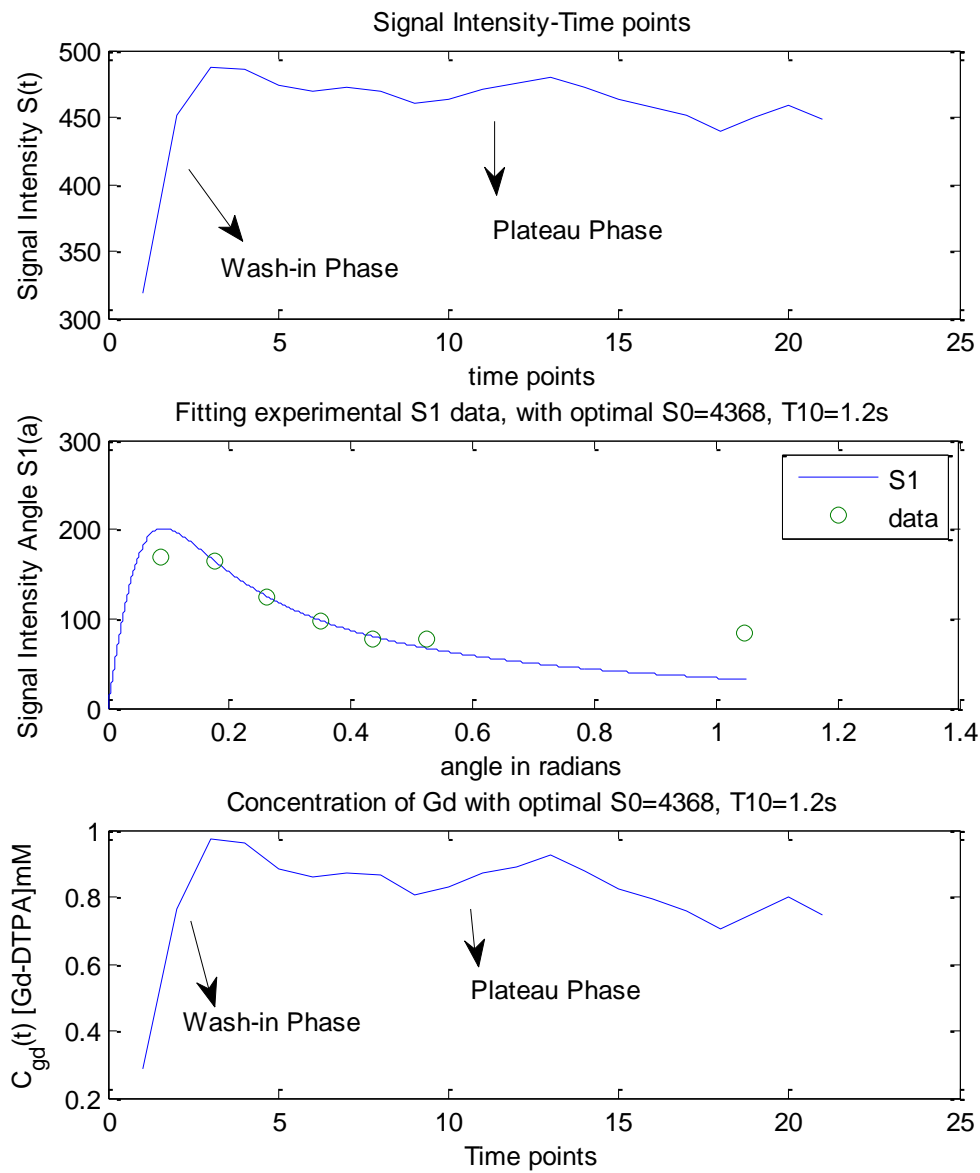 Signal Intensity-Time points
Signal Intensity S(t)
500
450
400
350
300
Wash-in Phase
Plateau Phase
0
5
10
15
20
25
time points
Fitting experimental S1 data, with optimal S0=4368, T10=1.2s
Signal Intensity Angle S1(a)
300
200
100
0
S1
data
0
0.2
0.4
0.6
0.8
1
1.2
1.4
angle in radians
Concentration of Gd with optimal S0=4368, T10=1.2s
C_gd(t) [Gd-DTPA]mM
1
0.8
0.6
0.4
0.2
Wash-in Phase
Plateau Phase
0
5
10
15
20
25
Time points